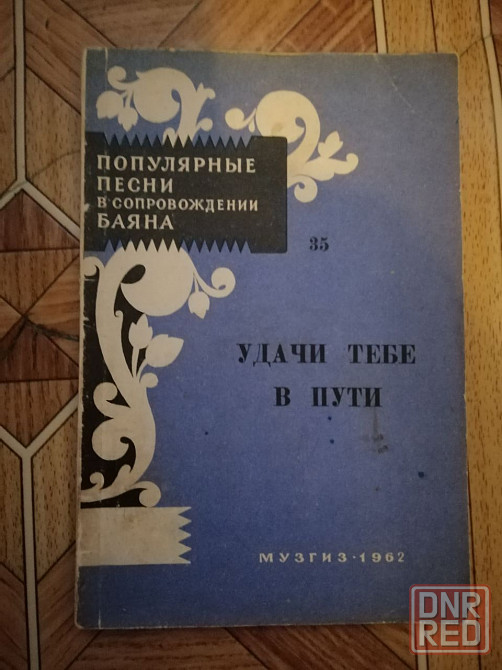 ПОПУЛЯРНЫЕ
ПЕСНИ
В СОПРОВОЖДЕНИИ
БАЯНА
35
УДАЧИ ТЕБЕ
В ПУТИ
МУЗГИЗ·1962
DNR
RED